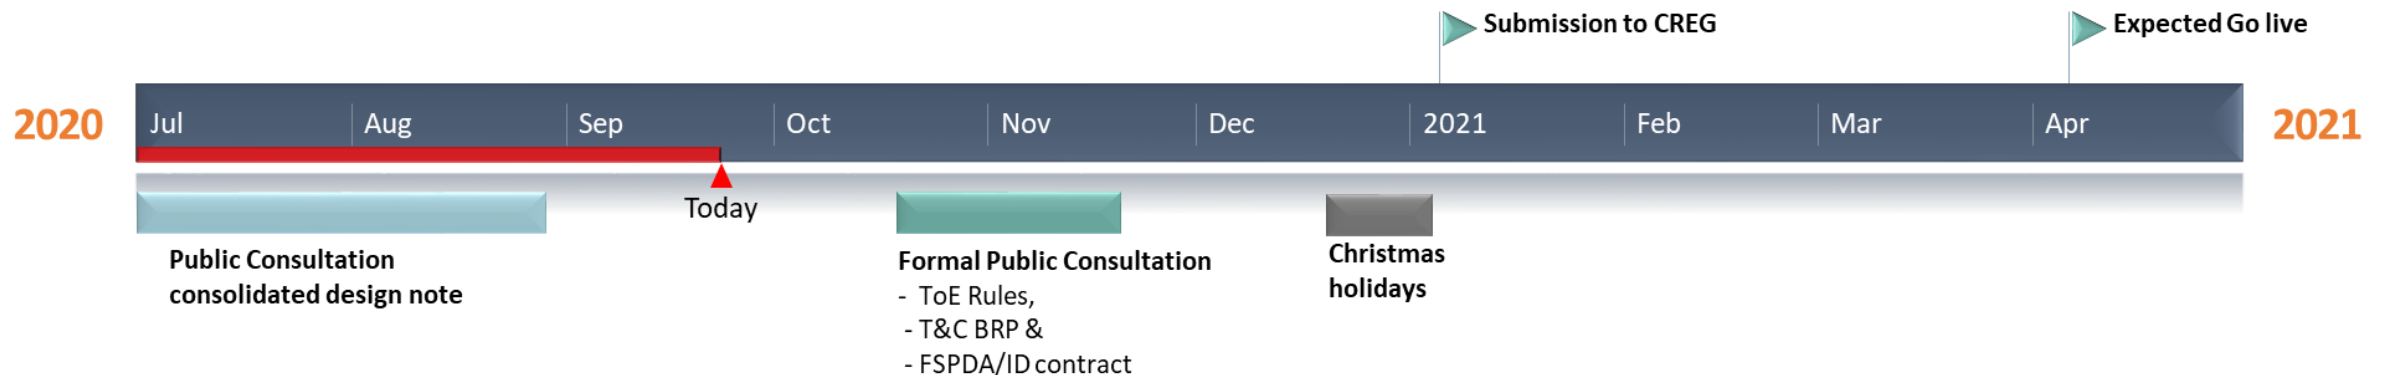 Submission to CREG
Expected Go live
2020
Jul
Aug
Sep
Oct
Nov
Dec
2021
Feb
Mar
Apr
2021
Today
Public Consultation
consolidated design note
Formal Public Consultation
- ToE Rules,
- T&C BRP &
- FSPDA/ID contract
Christmas
holidays